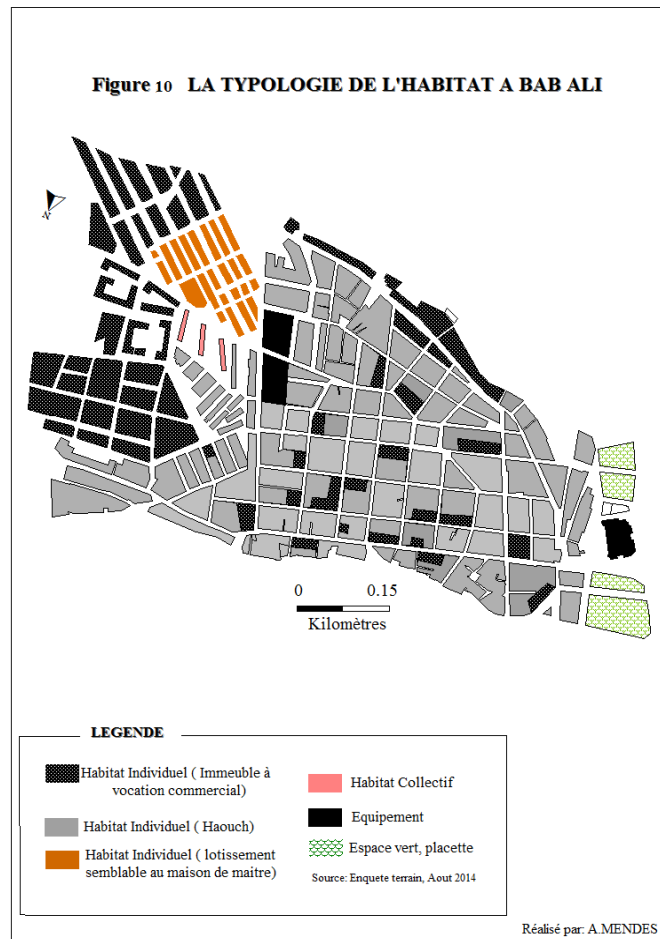 Figure 10 LA TYPOLOGIE DE L'HABITAT A BAB ALI
N
0 0.15
Kilomètres
LEGENDE
Habitat Individuel ( Immeuble à
vocation commercial)
Habitat Individuel ( Haouch)
Habitat Individuel ( lotissement
semblable au maison de maitre)
Habitat Collectif
Equipement
Espace vert, placette
Source: Enquete terrain, Aout 2014
Réalisé par: A.MENDES